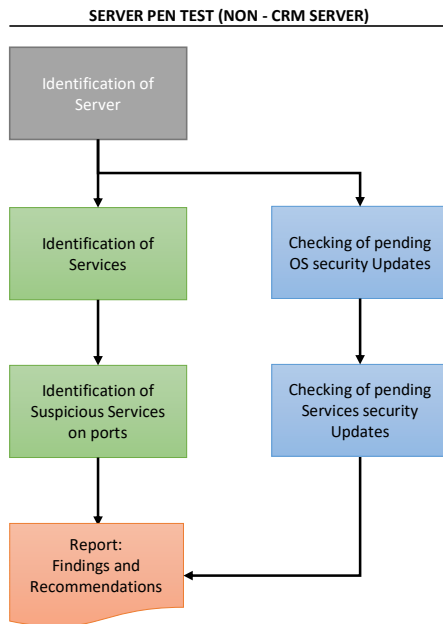 SERVER PEN TEST (NON - CRM SERVER)
Identification of
Server
Identification of
Services
Checking of pending
OS security Updates
Identification of
Suspicious Services
on ports
Checking of pending
Services security
Updates
Report:
Findings and
Recommendations